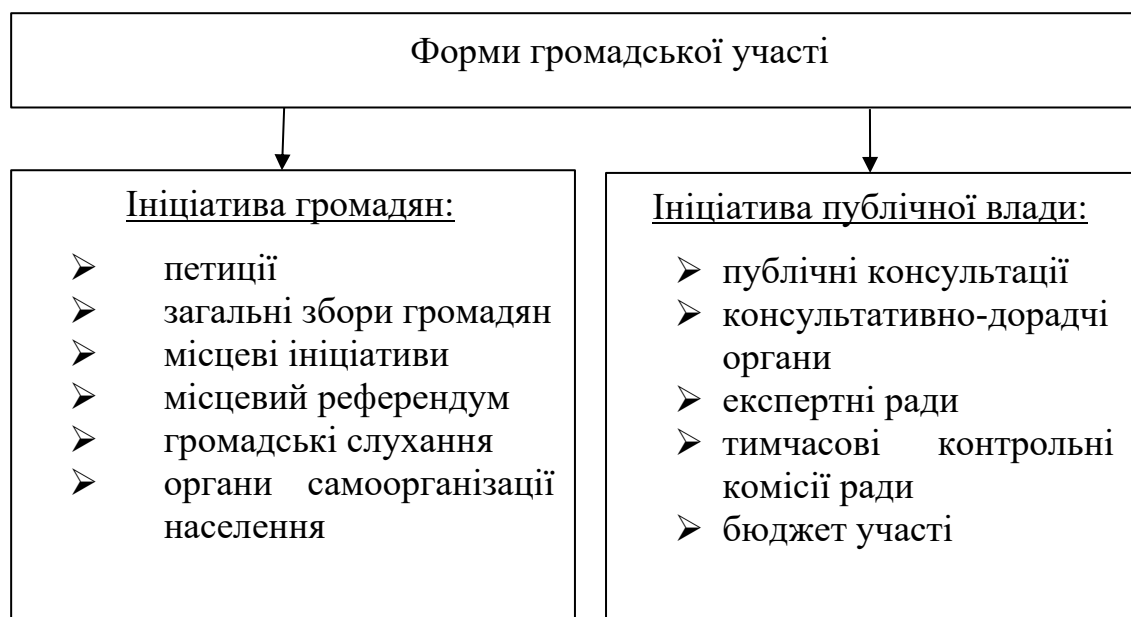 Форми громадської участі
Ініціатива громадян:
➢ петиції
➢ загальні збори громадян
➢ місцеві ініціативи
➢ місцевий референдум
➢ громадські слухання
➢ органи самоорганізації
населення
Ініціатива публічної влади:
➢ публічні консультації
➢ консультативно-дорадчі
органи
➢ експертні ради
➢ тимчасові контрольні
комісії ради
➢ бюджет участі